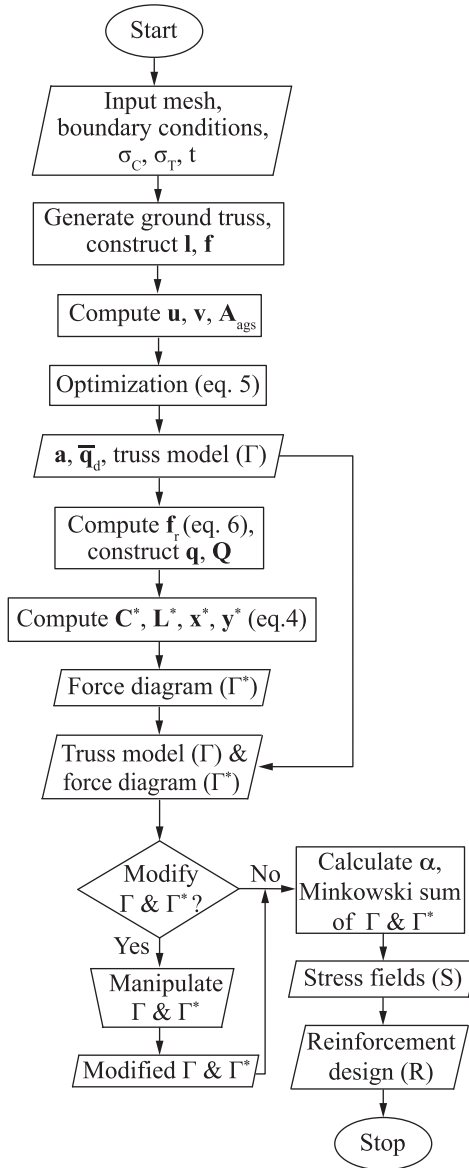 Start
Input mesh,
boundary conditions,
σ_C, σ_T, t
Generate ground truss,
construct l, f
Compute u, v, A_ags
Optimization (eq. 5)
a, q̅_d, truss model (Γ)
Compute f_r (eq. 6),
construct q, Q
Compute C*, L*, x*, y* (eq.4)
Force diagram (Γ*)
Truss model (Γ) &
force diagram (Γ*)
Modify
Γ & Γ* ?
Yes
Manipulate
Γ & Γ*
Modified Γ & Γ*
No
Calculate α,
Minkowski sum
of Γ & Γ*
Stress fields (S)
Reinforcement
design (R)
Stop